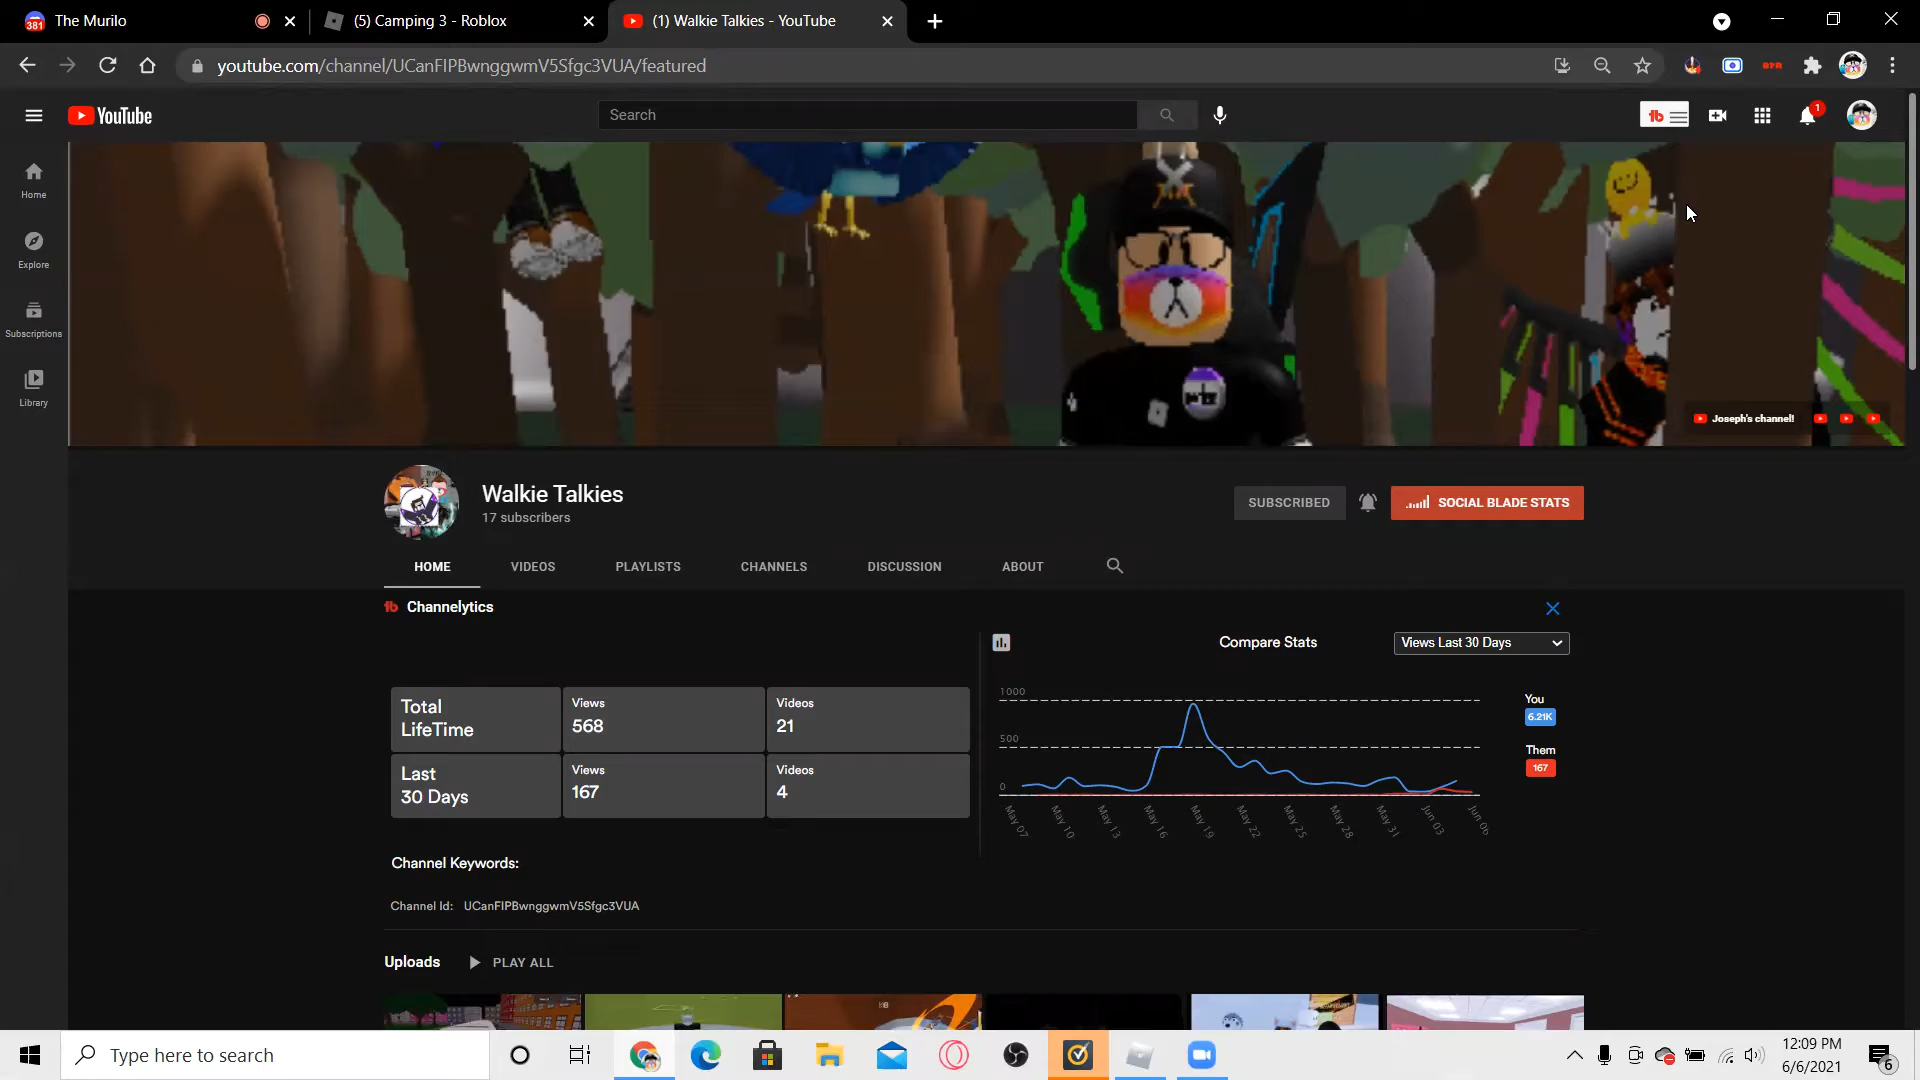 381 The Murilo
(5) Camping 3 - Roblox
(1) Walkie Talkies - YouTube
youtube.com/channel/UCanFIPBwnggwmV5Sfgc3VUA/featured
YouTube
Search
1
Home
Explore
Subscriptions
Library
Joseph's channel!
Walkie Talkies
17 subscribers
SUBSCRIBED
SOCIAL BLADE STATS
HOME VIDEOS PLAYLISTS CHANNELS DISCUSSION ABOUT
Channelytics
Compare Stats
Views Last 30 Days
Total LifeTime
Views
568
Videos
21
Last
30 Days
Views
167
Videos
4
1000
500
0
May 07 May 10 May 13 May 16 May 19 May 22 May 25 May 28 May 31 Jun 03 Jun 06
You
6.21K
Them
167
Channel Keywords:
Channel Id: UCanFIPBwnggwmV5Sfgc3VUA
Uploads PLAY ALL
Type here to search
12:09 PM
6/6/2021
6